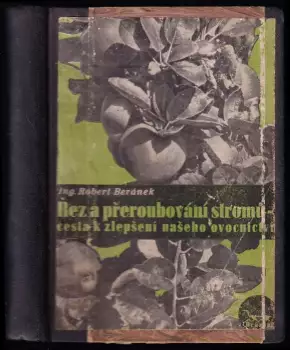 Ing. Robert Beránek
Řez a přeroubování stromů
cesta k zlepšení našeho ovocnictví